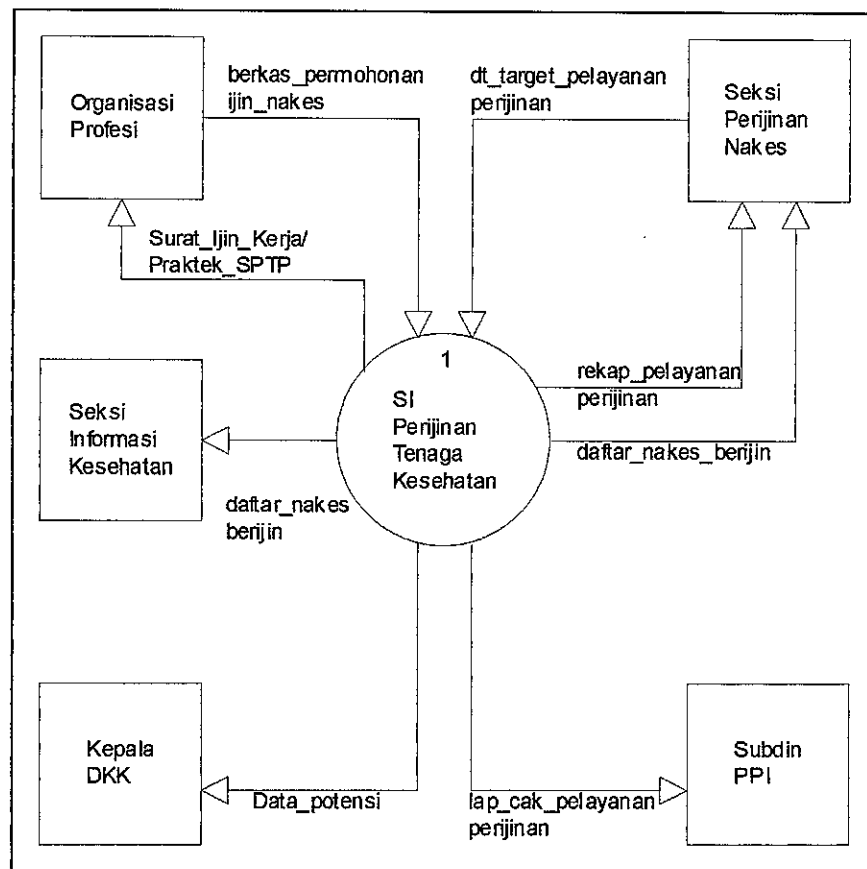 Organisasi
Profesi
berkas_permohonan
ijin_nakes
dt_target_pelayanan
perijinan
Seksi
Perijinan
Nakes
Surat_Ijin_Kerja/
Praktek_SPTP
1
SI
Perijinan
Tenaga
Kesehatan
rekap_pelayanan
perijinan
Seksi
Informasi
Kesehatan
daftar_nakes_berijin
daftar_nakes
berijin
Kepala
DKK
Data_potensi
lap_cak_pelayanan
perijinan
Subdin
PPI